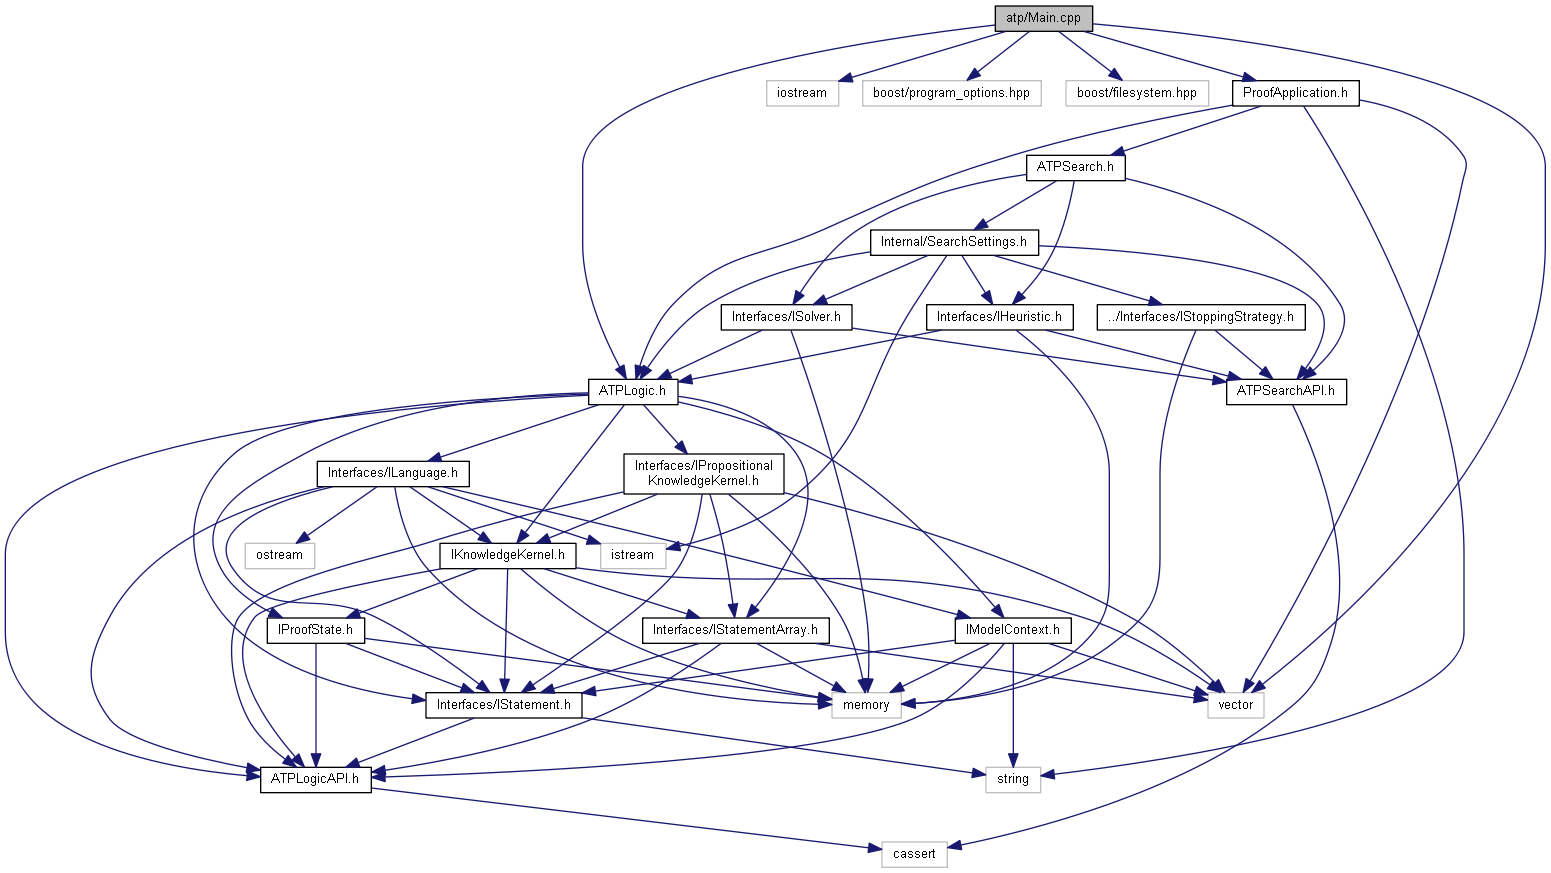 atp/Main.cpp
iostream
boost/program_options.hpp
boost/filesystem.hpp
ProofApplication.h
ATPSearch.h
Internal/SearchSettings.h
Interfaces/ISolver.h
Interfaces/IHeuristic.h
../Interfaces/IStoppingStrategy.h
ATPLogic.h
ATPSearchAPI.h
Interfaces/ILanguage.h
Interfaces/IPropositional
KnowledgeKernel.h
ostream
IKnowledgeKernel.h
istream
IProofState.h
Interfaces/IStatementArray.h
IModelContext.h
Interfaces/IStatement.h
memory
vector
ATPLogicAPI.h
string
cassert